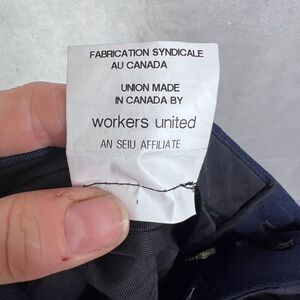 FABRICATION SYNDICALE
AU CANADA
UNION MADE
IN CANADA BY
workers united
AN SEIU AFFILIATE